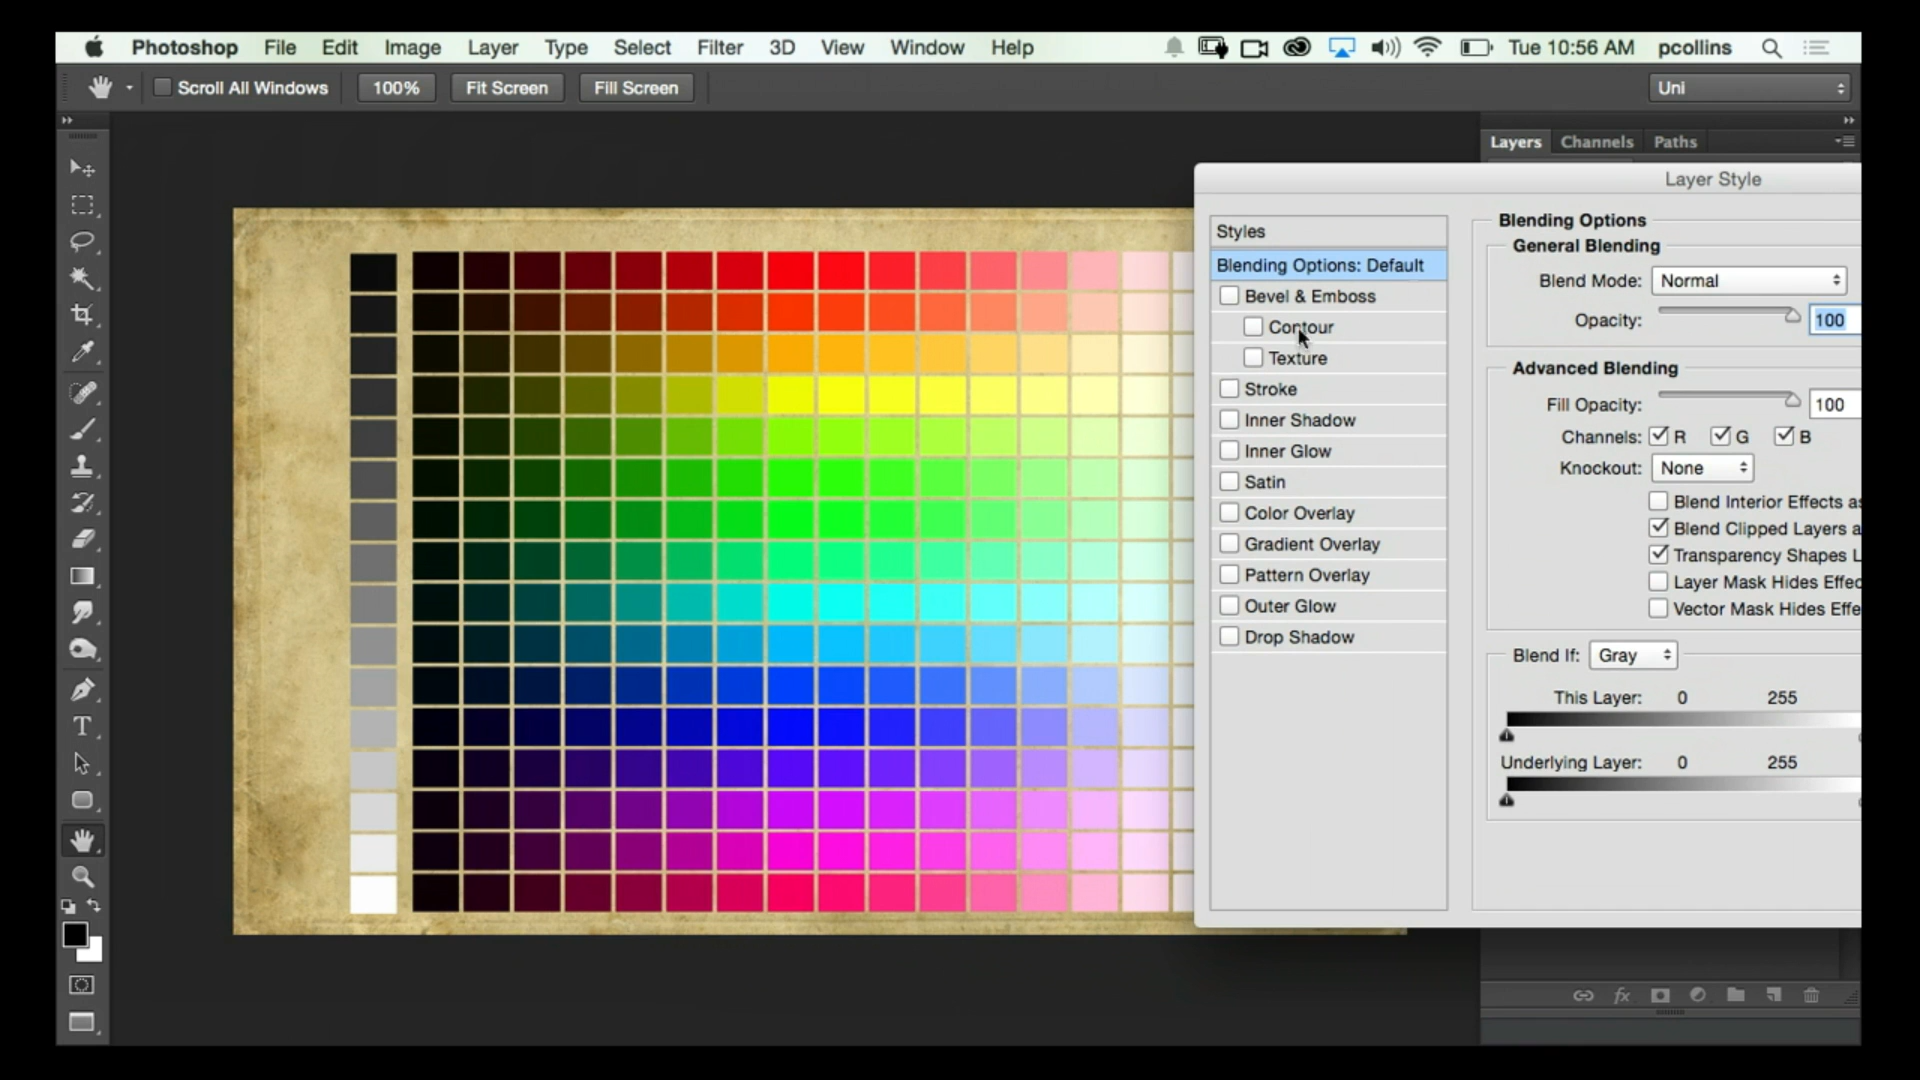 Photoshop File Edit Image Layer Type Select Filter 3D View Window Help Tue 10:56 AM pcollins
Scroll All Windows 100% Fit Screen Fill Screen Uni
Layers Channels Paths
Layer Style
Styles
Blending Options: Default
Bevel & Emboss
Contour
Texture
Stroke
Inner Shadow
Inner Glow
Satin
Color Overlay
Gradient Overlay
Pattern Overlay
Outer Glow
Drop Shadow
Blending Options
General Blending
Blend Mode: Normal
Opacity: 100
Advanced Blending
Fill Opacity: 100
Channels: R G B
Knockout: None
Blend Interior Effects as
Blend Clipped Layers a
Transparency Shapes L
Layer Mask Hides Effec
Vector Mask Hides Effe
Blend If: Gray
This Layer: 0 255
Underlying Layer: 0 255
T
fx